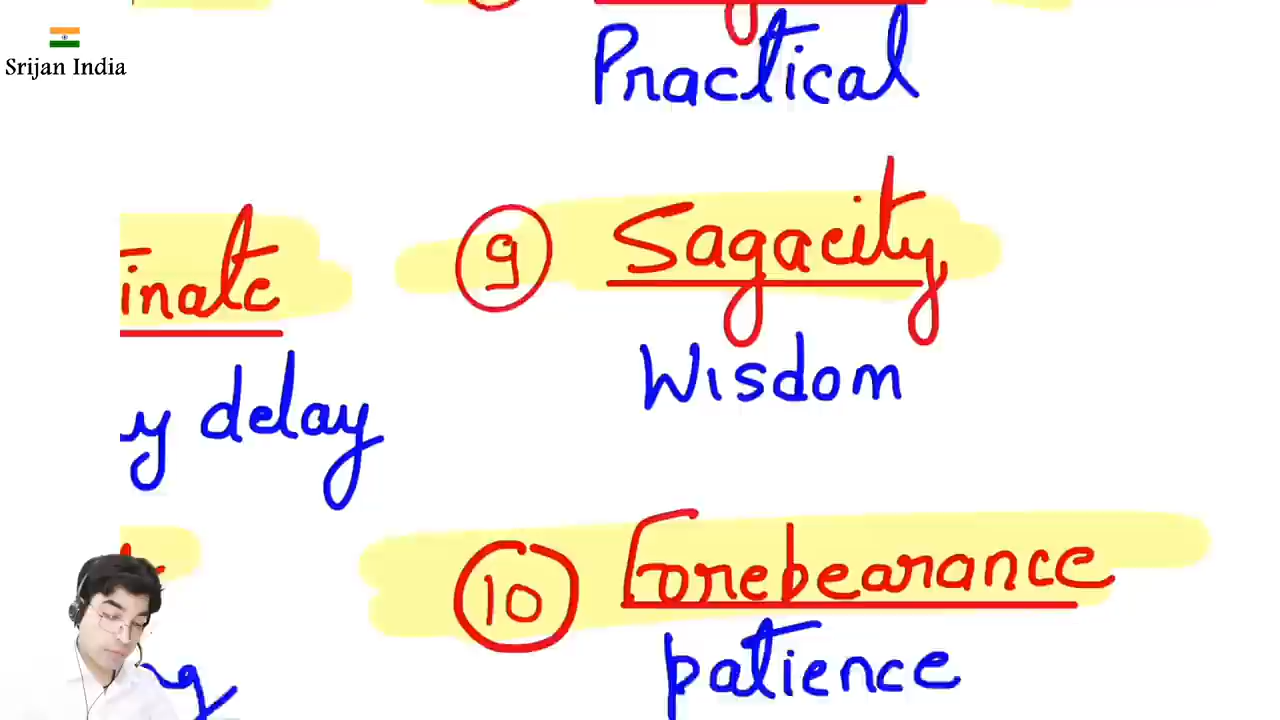 Srijan India
Practical
9 Sagacity
Wisdom
inate
y delay
10 Forebearance
patience